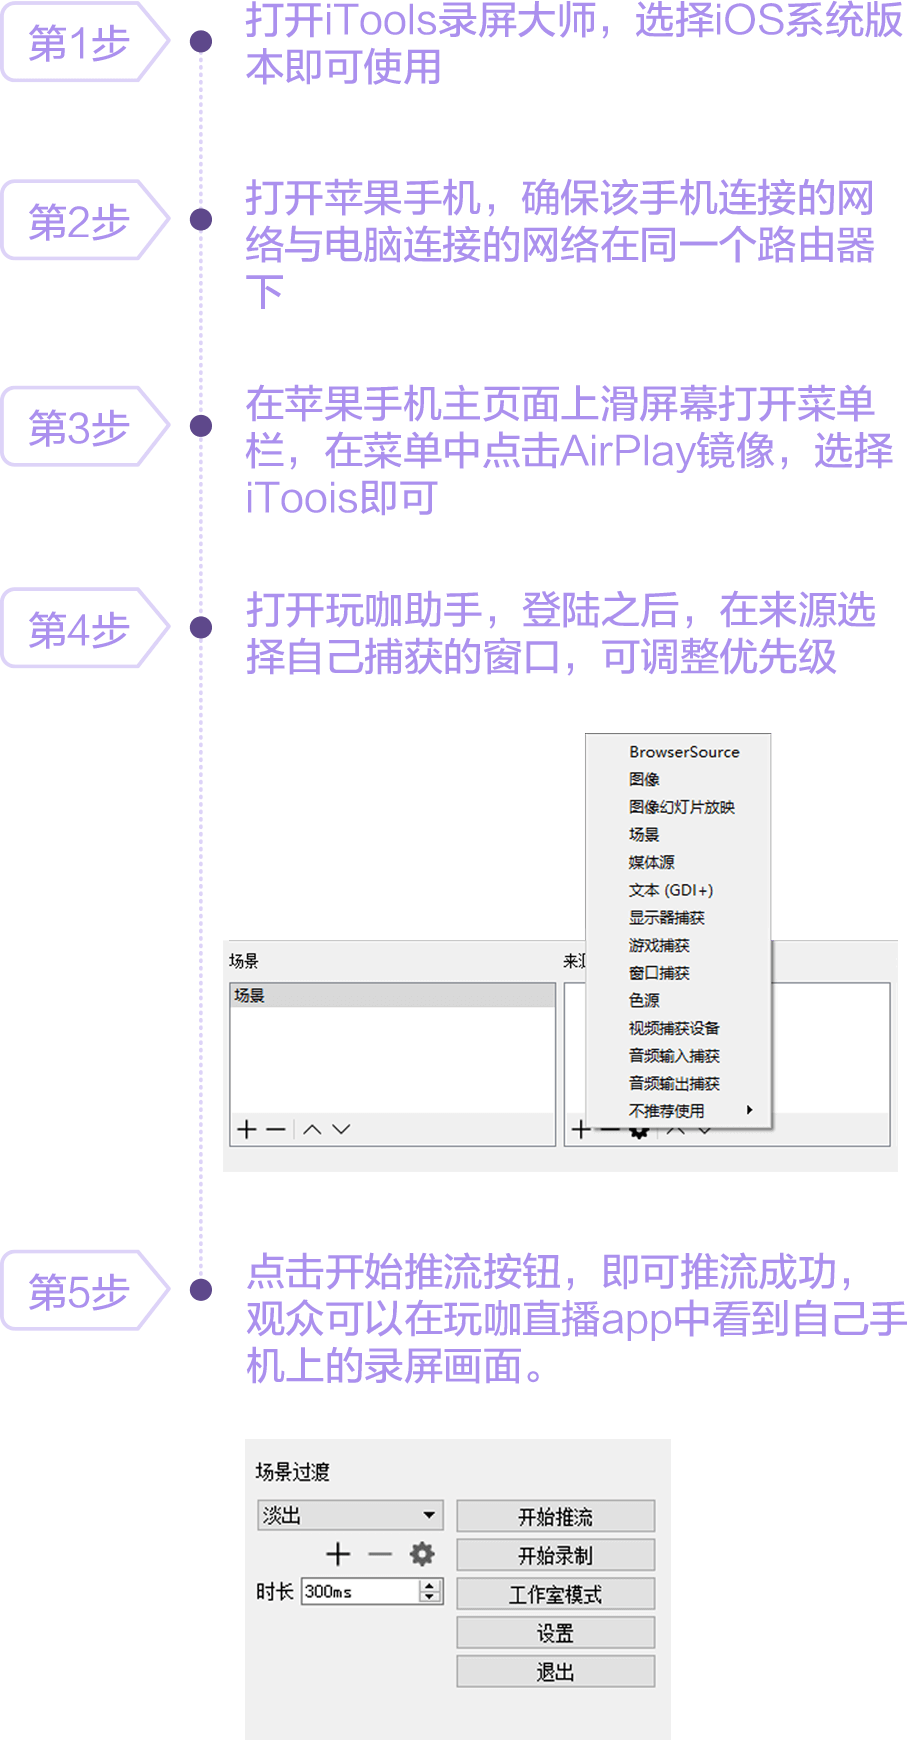 第1步
打开iTools录屏大师，选择iOS系统版
本即可使用
第2步
打开苹果手机，确保该手机连接的网
络与电脑连接的网络在同一个路由器
下
第3步
在苹果手机主页面上滑屏幕打开菜单
栏，在菜单中点击AirPlay镜像，选择
iToois即可
第4步
打开玩咖助手，登陆之后，在来源选
择自己捕获的窗口，可调整优先级
BrowserSource
图像
图像幻灯片放映
场景
媒体源
文本 (GDI+)
显示器捕获
游戏捕获
窗口捕获
色源
视频捕获设备
音频输入捕获
音频输出捕获
不推荐使用
场景
场景
来
第5步
点击开始推流按钮，即可推流成功，
观众可以在玩咖直播app中看到自己手
机上的录屏画面。
场景过渡
淡出
时长 300ms
开始推流
开始录制
工作室模式
设置
退出